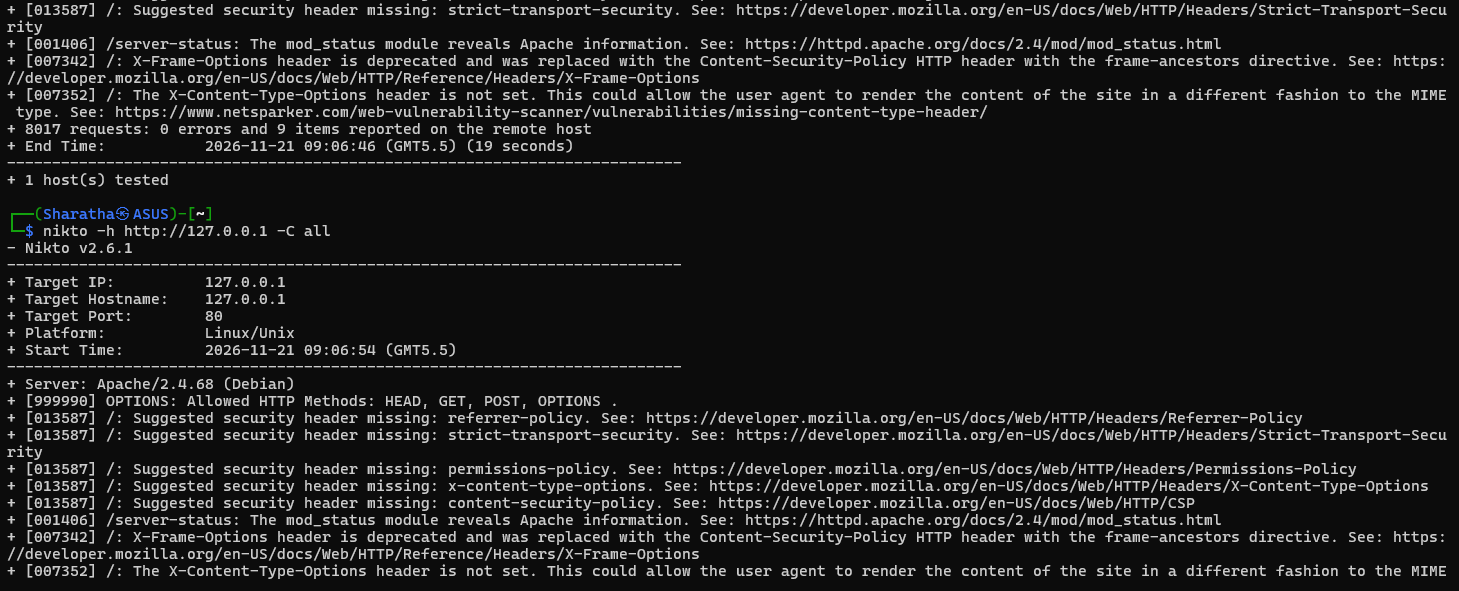 + [013587] /: Suggested security header missing: strict-transport-security. See: https://developer.mozilla.org/en-US/docs/Web/HTTP/Headers/Strict-Transport-Secu
rity
+ [001406] /server-status: The mod_status module reveals Apache information. See: https://httpd.apache.org/docs/2.4/mod/mod_status.html
+ [007342] /: X-Frame-Options header is deprecated and was replaced with the Content-Security-Policy HTTP header with the frame-ancestors directive. See: https:
//developer.mozilla.org/en-US/docs/Web/HTTP/Reference/Headers/X-Frame-Options
+ [007352] /: The X-Content-Type-Options header is not set. This could allow the user agent to render the content of the site in a different fashion to the MIME
 type. See: https://www.netsparker.com/web-vulnerability-scanner/vulnerabilities/missing-content-type-header/
+ 8017 requests: 0 errors and 9 items reported on the remote host
+ End Time:           2026-11-21 09:06:46 (GMT5.5) (19 seconds)
---------------------------------------------------------------------------
+ 1 host(s) tested
┌──(Sharatha㉿ASUS)-[~]
└─$ nikto -h http://127.0.0.1 -C all
- Nikto v2.6.1
---------------------------------------------------------------------------
+ Target IP:          127.0.0.1
+ Target Hostname:    127.0.0.1
+ Target Port:        80
+ Platform:           Linux/Unix
+ Start Time:         2026-11-21 09:06:54 (GMT5.5)
---------------------------------------------------------------------------
+ Server: Apache/2.4.68 (Debian)
+ [999990] OPTIONS: Allowed HTTP Methods: HEAD, GET, POST, OPTIONS .
+ [013587] /: Suggested security header missing: referrer-policy. See: https://developer.mozilla.org/en-US/docs/Web/HTTP/Headers/Referrer-Policy
+ [013587] /: Suggested security header missing: strict-transport-security. See: https://developer.mozilla.org/en-US/docs/Web/HTTP/Headers/Strict-Transport-Secu
rity
+ [013587] /: Suggested security header missing: permissions-policy. See: https://developer.mozilla.org/en-US/docs/Web/HTTP/Headers/Permissions-Policy
+ [013587] /: Suggested security header missing: x-content-type-options. See: https://developer.mozilla.org/en-US/docs/Web/HTTP/Headers/X-Content-Type-Options
+ [013587] /: Suggested security header missing: content-security-policy. See: https://developer.mozilla.org/en-US/docs/Web/HTTP/CSP
+ [001406] /server-status: The mod_status module reveals Apache information. See: https://httpd.apache.org/docs/2.4/mod/mod_status.html
+ [007342] /: X-Frame-Options header is deprecated and was replaced with the Content-Security-Policy HTTP header with the frame-ancestors directive. See: https:
//developer.mozilla.org/en-US/docs/Web/HTTP/Reference/Headers/X-Frame-Options
+ [007352] /: The X-Content-Type-Options header is not set. This could allow the user agent to render the content of the site in a different fashion to the MIME